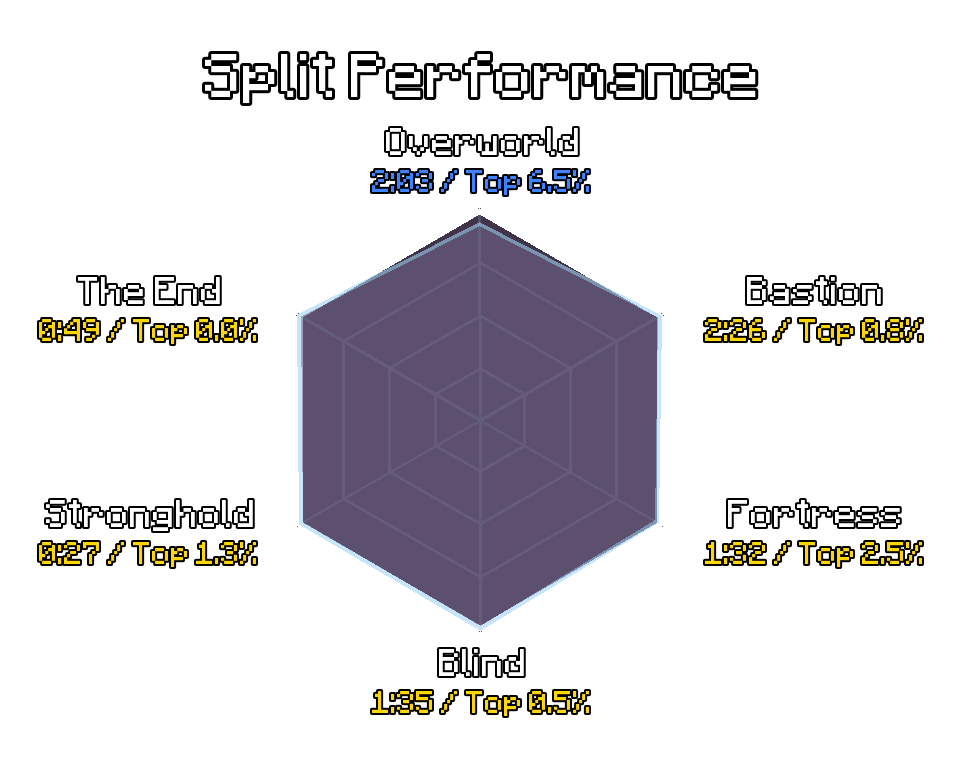 Split Performance
Overworld
2:03 / Top 6.5%
The End
0:49 / Top 0.0%
Bastion
2:26 / Top 0.8%
Stronghold
0:27 / Top 1.3%
Fortress
1:32 / Top 2.5%
Blind
1:35 / Top 0.5%